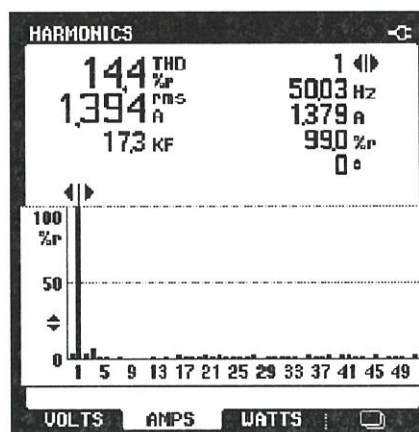 HARMONICS
14,4 THD %r
1 
1,394 rms A
50,03 Hz
17,3 KF
1,379 A
99,0 %r
0 °
100
%r
50
0
1 5 9 13 17 21 25 29 33 37 41 45 49
VOLTS AMPS WATTS